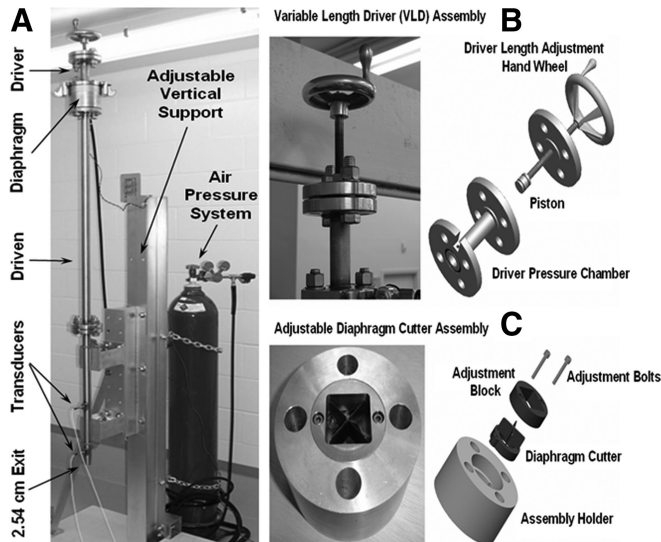 A
Driver
Diaphragm
Driven
Transducers
2.54 cm Exit
Adjustable
Vertical
Support
Air
Pressure
System
Variable Length Driver (VLD) Assembly
B
Driver Length Adjustment
Hand Wheel
Piston
Driver Pressure Chamber
Adjustable Diaphragm Cutter Assembly
C
Adjustment
Block
Adjustment Bolts
Diaphragm Cutter
Assembly Holder